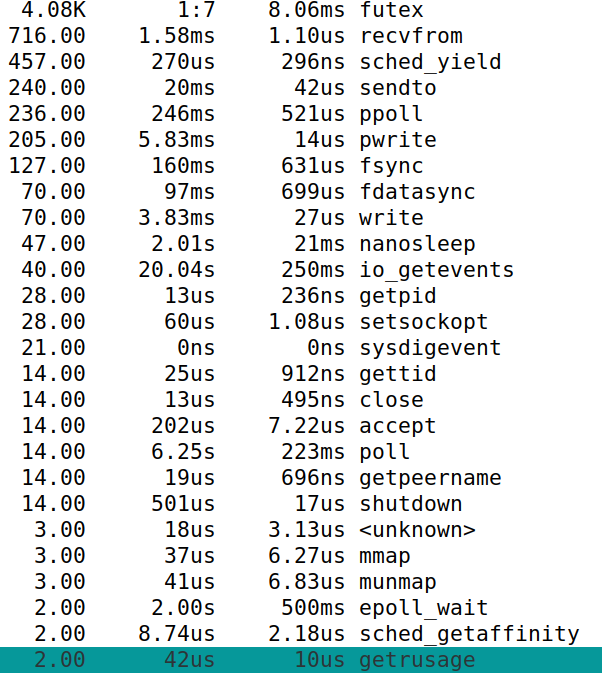 4.08K 1:7 8.06ms futex
716.00 1.58ms 1.10us recvfrom
457.00 270us 296ns sched_yield
240.00 20ms 42us sendto
236.00 246ms 521us ppoll
205.00 5.83ms 14us pwrite
127.00 160ms 631us fsync
70.00 97ms 699us fdatasync
70.00 3.83ms 27us write
47.00 2.01s 21ms nanosleep
40.00 20.04s 250ms io_getevents
28.00 13us 236ns getpid
28.00 60us 1.08us setsockopt
21.00 0ns 0ns sysdigevent
14.00 25us 912ns gettid
14.00 13us 495ns close
14.00 202us 7.22us accept
14.00 6.25s 223ms poll
14.00 19us 696ns getpeername
14.00 501us 17us shutdown
3.00 18us 3.13us <unknown>
3.00 37us 6.27us mmap
3.00 41us 6.83us munmap
2.00 2.00s 500ms epoll_wait
2.00 8.74us 2.18us sched_getaffinity
2.00 42us 10us getrusage